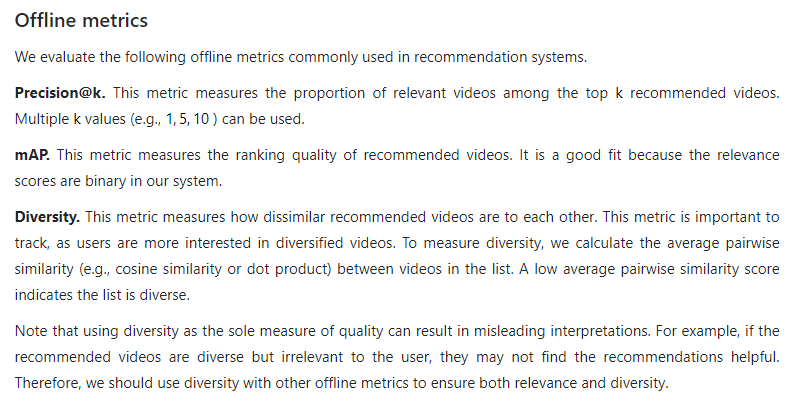 Offline metrics
We evaluate the following offline metrics commonly used in recommendation systems.
Precision@k. This metric measures the proportion of relevant videos among the top k recommended videos.
Multiple k values (e.g., 1, 5, 10 ) can be used.
mAP. This metric measures the ranking quality of recommended videos. It is a good fit because the relevance
scores are binary in our system.
Diversity. This metric measures how dissimilar recommended videos are to each other. This metric is important to
track, as users are more interested in diversified videos. To measure diversity, we calculate the average pairwise
similarity (e.g., cosine similarity or dot product) between videos in the list. A low average pairwise similarity score
indicates the list is diverse.
Note that using diversity as the sole measure of quality can result in misleading interpretations. For example, if the
recommended videos are diverse but irrelevant to the user, they may not find the recommendations helpful.
Therefore, we should use diversity with other offline metrics to ensure both relevance and diversity.